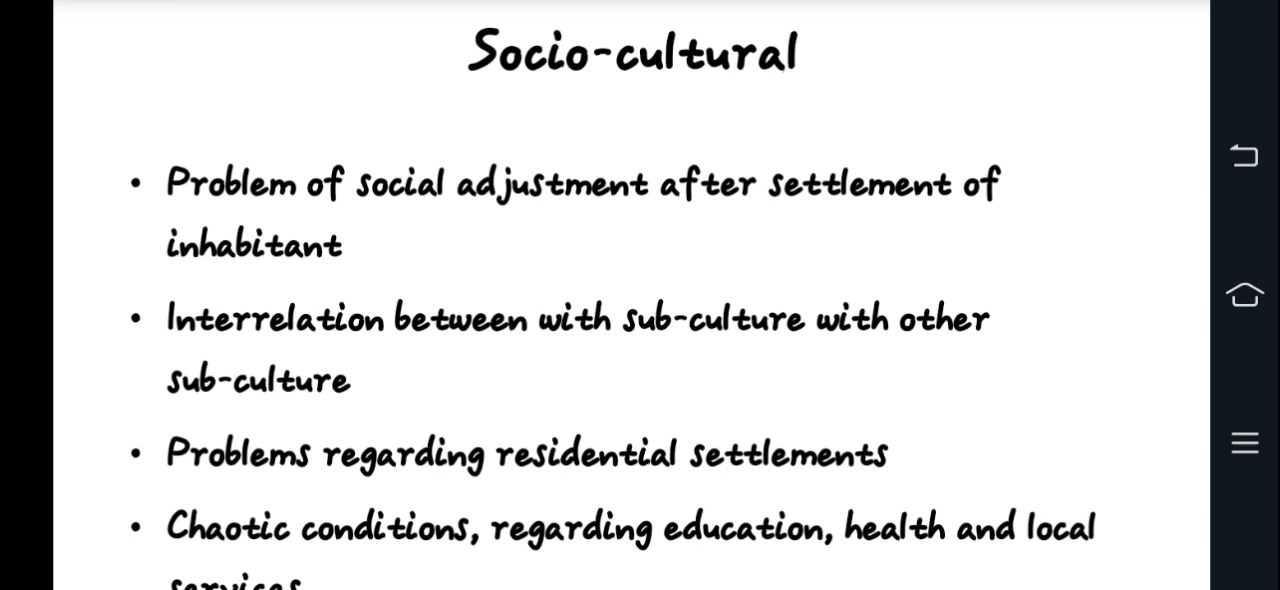 Socio-cultural
• Problem of social adjustment after settlement of
inhabitant
• Interrelation between with sub-culture with other
sub-culture
• Problems regarding residential settlements
• Chaotic conditions, regarding education, health and local
services